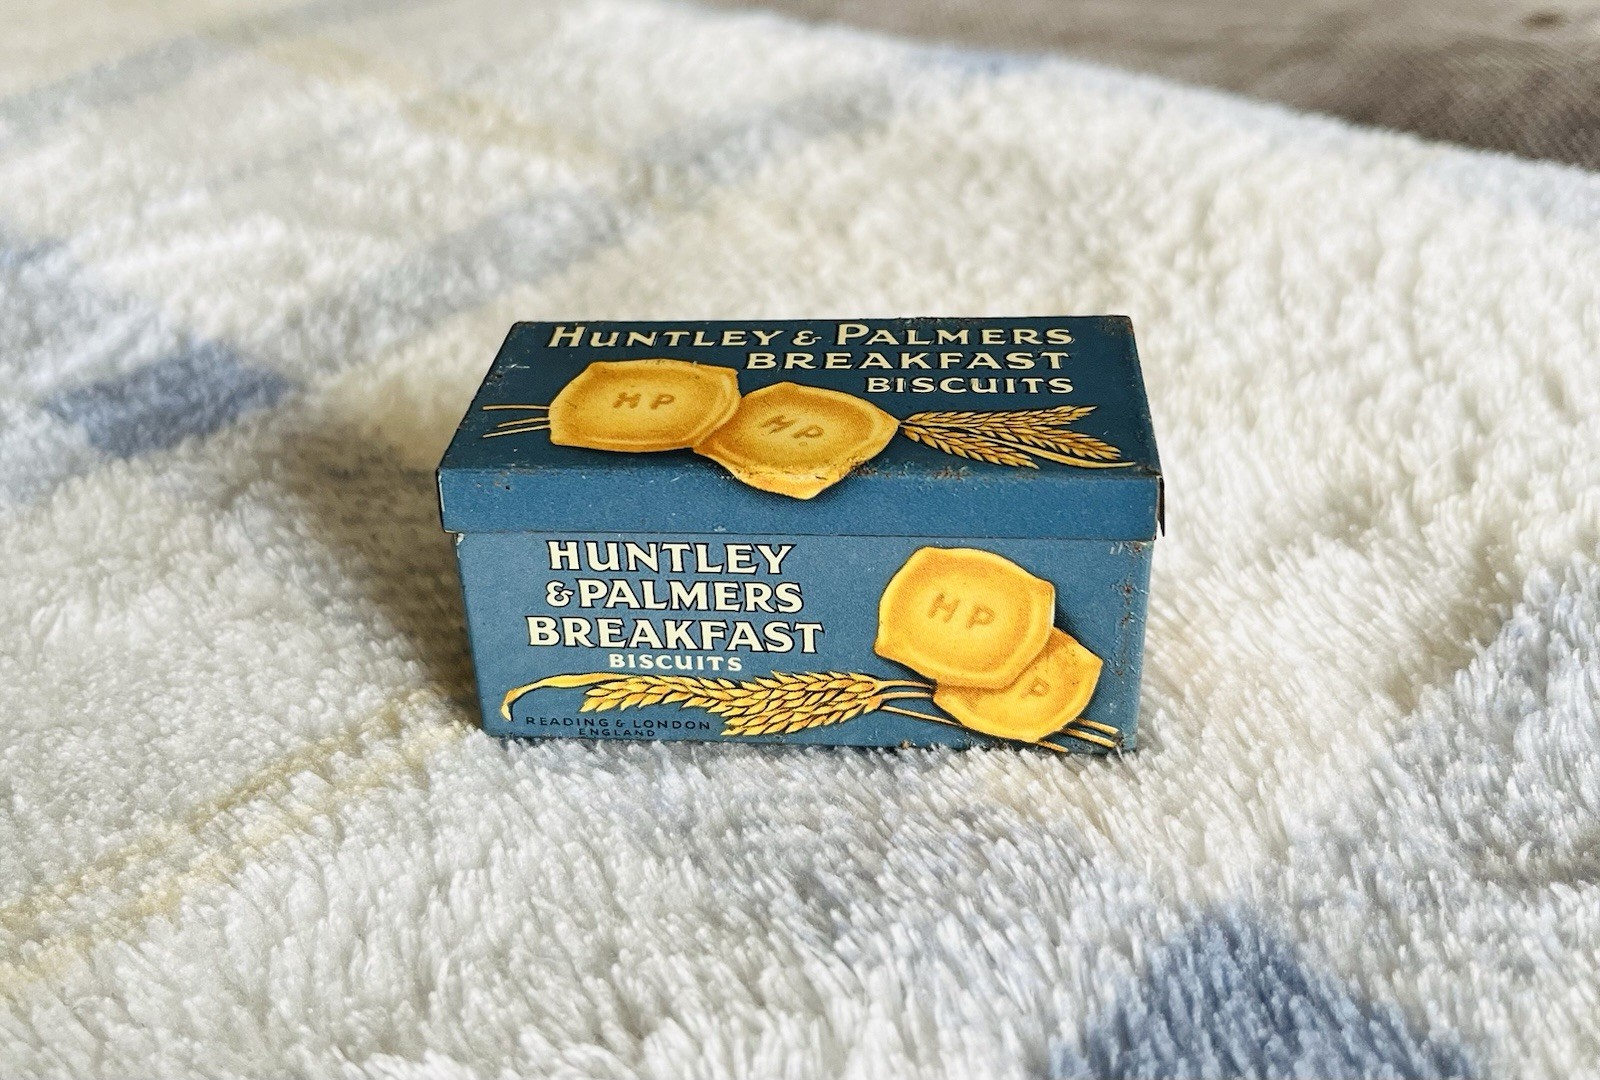 HUNTLEY & PALMERS
BREAKFAST
BISCUITS
HP
HP
HUNTLEY
& PALMERS
BREAKFAST
BISCUITS
HP
P
READING & LONDON
ENGLAND